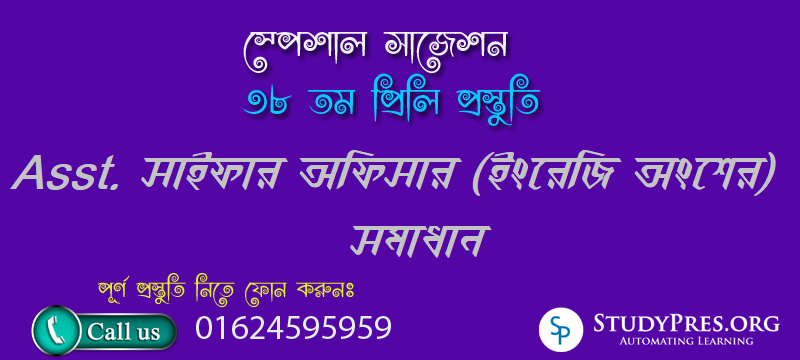 স্পেশাল সাজেশন
৩৮ তম প্রিলি প্রস্তুতি
Asst. সাইফার অফিসার (ইংরেজি অংশের)
সমাধান
পূর্ণ প্রস্তুতি নিতে ফোন করুনঃ
Call us 01624595959
SP STUDYPRES.ORG
AUTOMATING LEARNING